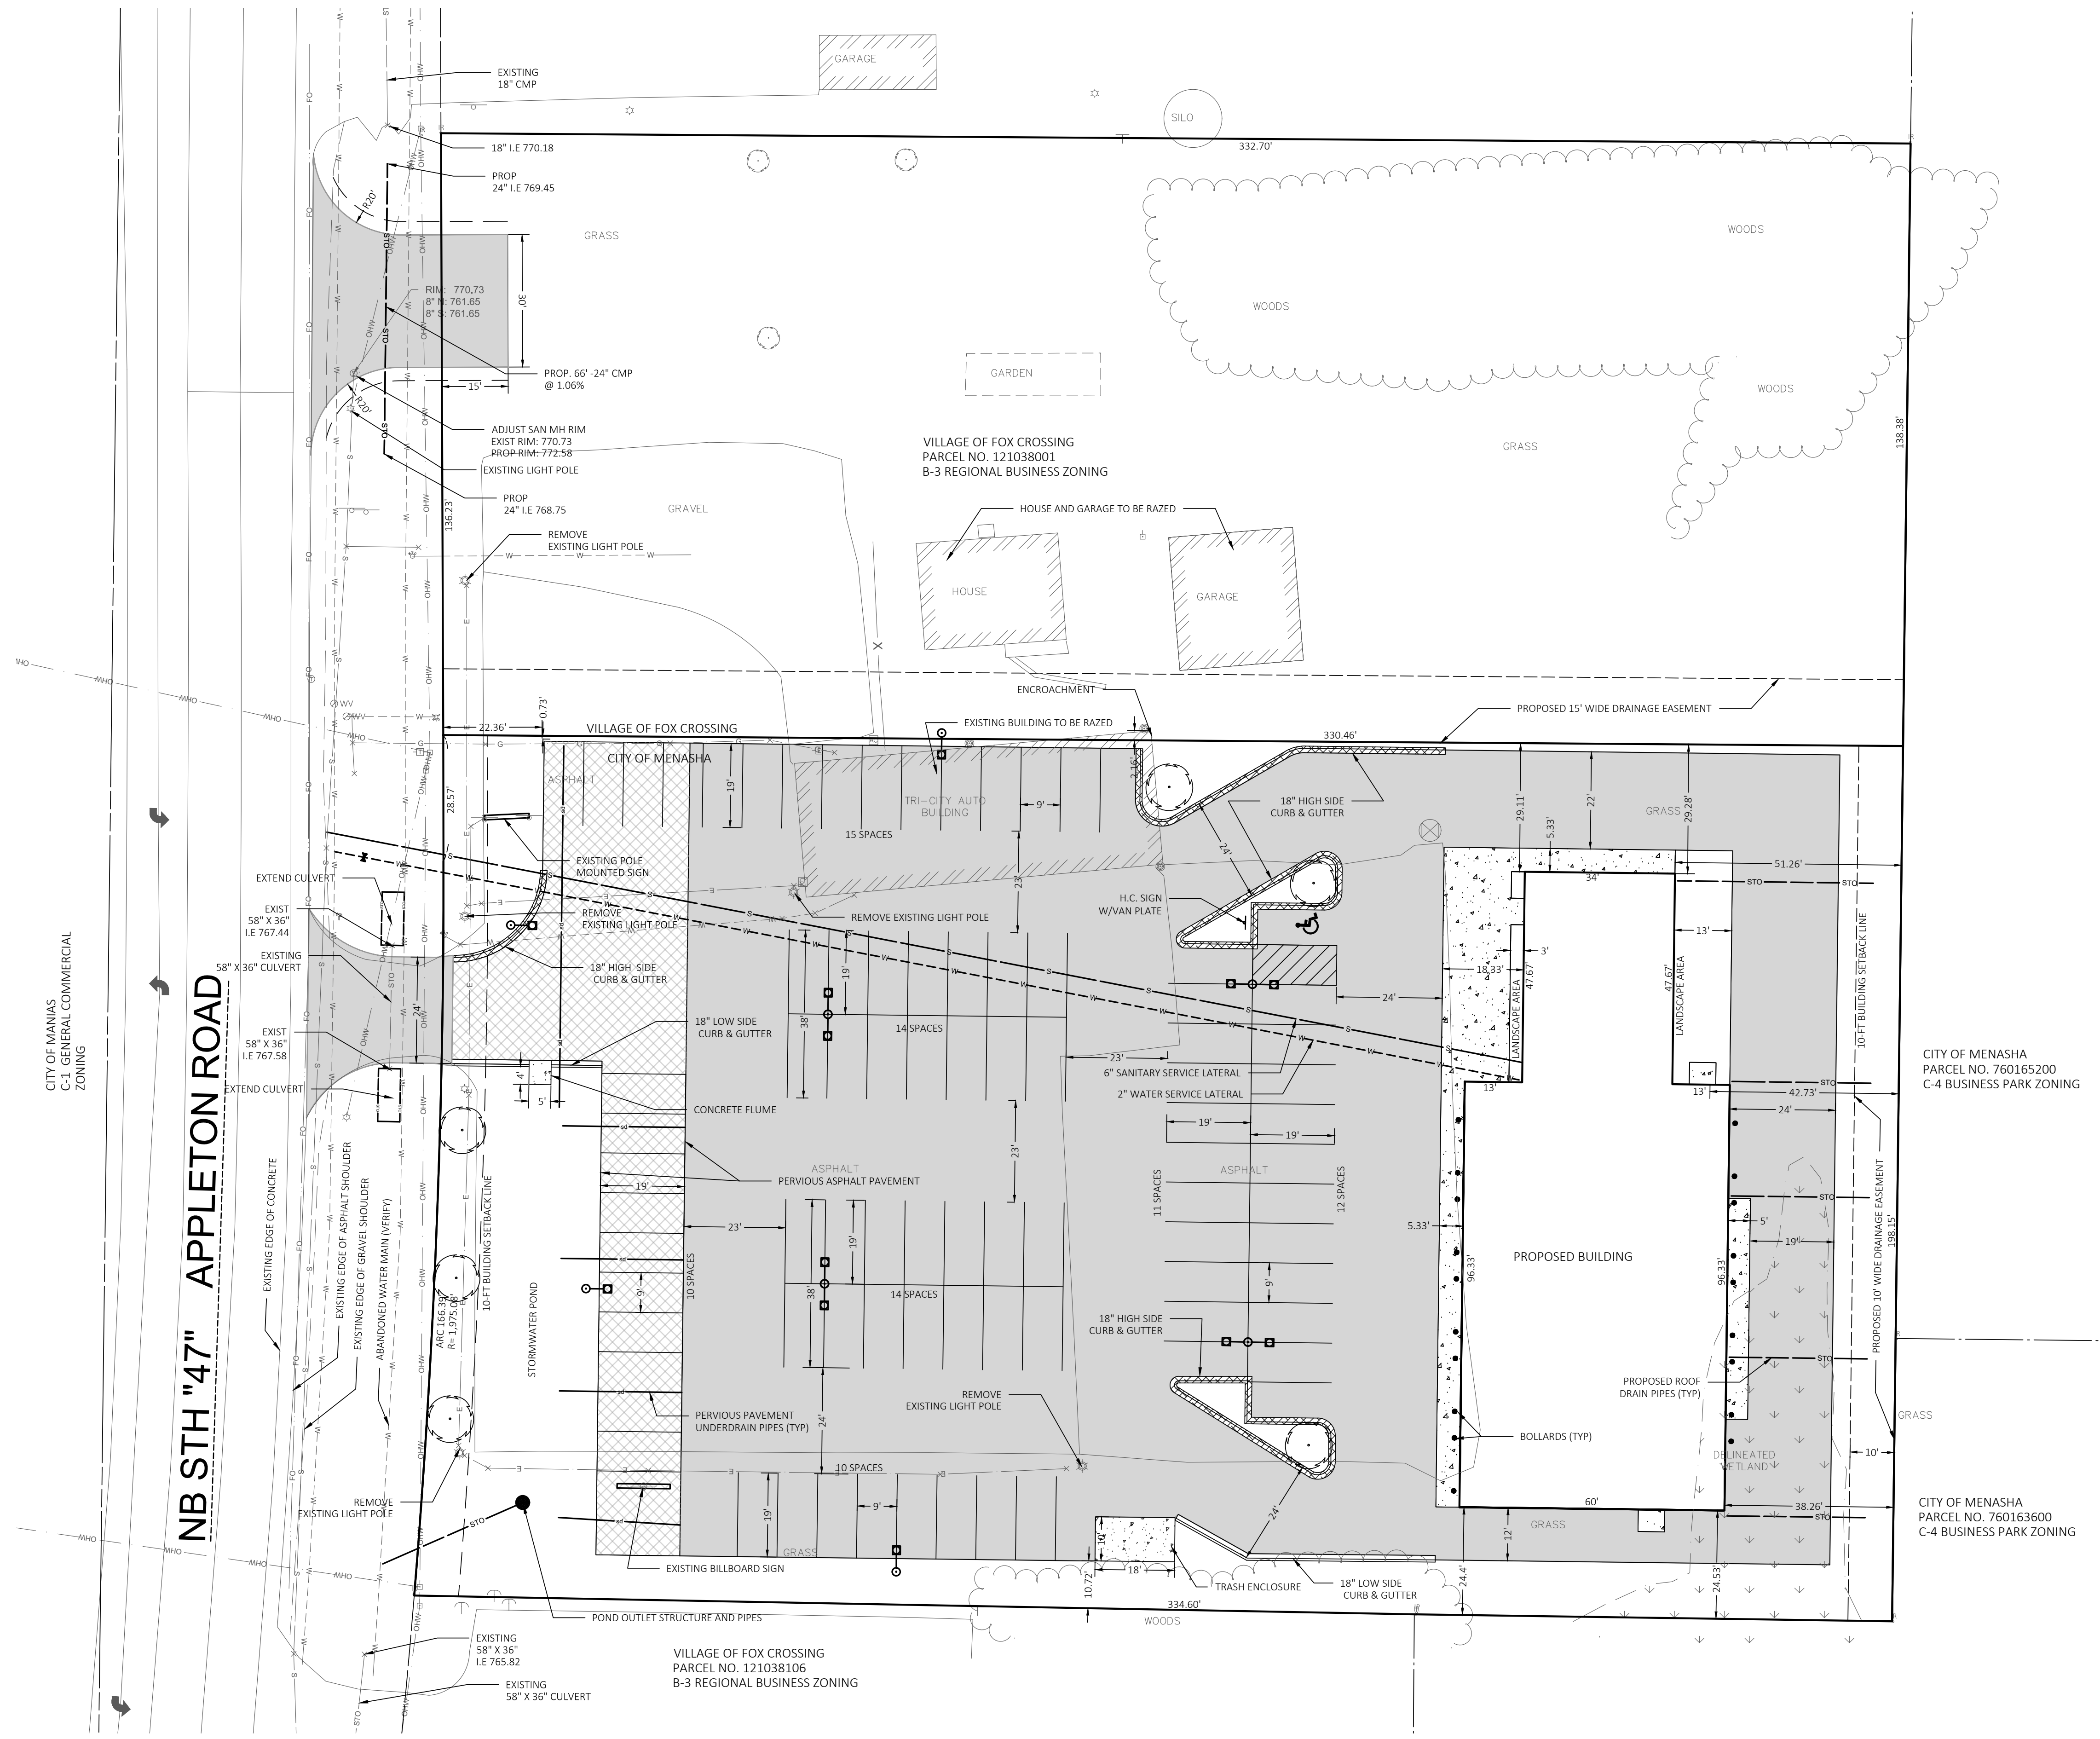 GARAGE
EXISTING
18" CMP
SILO
18" I.E 770.18
332.70'
PROP
24" I.E 769.45
R20'
GRASS
WOODS
WOODS
RIM: 770.73
8" N: 761.65
8" S: 761.65
30'
PROP. 66' -24" CMP
@ 1.06%
15'
R20'
GARDEN
WOODS
ADJUST SAN MH RIM
EXIST RIM: 770.73
PROP RIM: 772.58
EXISTING LIGHT POLE
VILLAGE OF FOX CROSSING
PARCEL NO. 121038001
B-3 REGIONAL BUSINESS ZONING
GRASS
138.38'
PROP
24" I.E 768.75
136.23'
GRAVEL
HOUSE AND GARAGE TO BE RAZED
REMOVE
EXISTING LIGHT POLE
HOUSE
GARAGE
ENCROACHMENT
PROPOSED 15' WIDE DRAINAGE EASEMENT
22.36'
0.73'
VILLAGE OF FOX CROSSING
EXISTING BUILDING TO BE RAZED
330.46'
CITY OF MENASHA
ASPHALT
28.57'
19'
TRI-CITY AUTO
BUILDING
9'
2.16'
15 SPACES
18" HIGH SIDE
CURB & GUTTER
24'
29.11'
22'
5.33'
GRASS
29.28'
51.26'
EXISTING POLE
MOUNTED SIGN
EXTEND CULVERT
EXIST
58" X 36"
I.E 767.44
REMOVE
EXISTING LIGHT POLE
REMOVE EXISTING LIGHT POLE
23'
H.C. SIGN
W/VAN PLATE
34'
13'
3'
EXISTING
58" X 36" CULVERT
18" HIGH SIDE
CURB & GUTTER
24'
38'
19'
18.33'
LANDSCAPE AREA
47.67'
47.67'
LANDSCAPE AREA
10-FT BUILDING SETBACK LINE
24'
CITY OF MANIAS
C-1 GENERAL COMMERCIAL
ZONING
NB STH "47" APPLETON ROAD
EXIST
58" X 36"
I.E 767.58
18" LOW SIDE
CURB & GUTTER
14 SPACES
23'
6" SANITARY SERVICE LATERAL
2" WATER SERVICE LATERAL
13'
13'
42.73'
24'
CITY OF MENASHA
PARCEL NO. 760165200
C-4 BUSINESS PARK ZONING
EXTEND CULVERT
4'
5'
CONCRETE FLUME
19'
19'
23'
ASPHALT
PERVIOUS ASPHALT PAVEMENT
19'
23'
ASPHALT
11 SPACES
12 SPACES
5.33'
5'
19'
198.15'
PROPOSED 10' WIDE DRAINAGE EASEMENT
EXISTING EDGE OF CONCRETE
EXISTING EDGE OF ASPHALT SHOULDER
EXISTING EDGE OF GRAVEL SHOULDER
ABANDONED WATER MAIN (VERIFY)
ARC 166.39'
R= 1,975.08'
10-FT BUILDING SETBACK LINE
STORMWATER POND
9'
10 SPACES
38'
19'
14 SPACES
9'
96.33'
PROPOSED BUILDING
96.33'
18" HIGH SIDE
CURB & GUTTER
REMOVE
EXISTING LIGHT POLE
PROPOSED ROOF
DRAIN PIPES (TYP)
GRASS
PERVIOUS PAVEMENT
UNDERDRAIN PIPES (TYP)
24'
BOLLARDS (TYP)
DELINEATED
WETLAND
10'
10 SPACES
REMOVE
EXISTING LIGHT POLE
19'
9'
24'
60'
38.26'
CITY OF MENASHA
PARCEL NO. 760163600
C-4 BUSINESS PARK ZONING
GRASS
GRASS
12'
EXISTING BILLBOARD SIGN
10.72'
18'
TRASH ENCLOSURE
18" LOW SIDE
CURB & GUTTER
24.4'
24.53'
334.60'
WOODS
POND OUTLET STRUCTURE AND PIPES
EXISTING
58" X 36"
I.E 765.82
VILLAGE OF FOX CROSSING
PARCEL NO. 121038106
B-3 REGIONAL BUSINESS ZONING
EXISTING
58" X 36" CULVERT